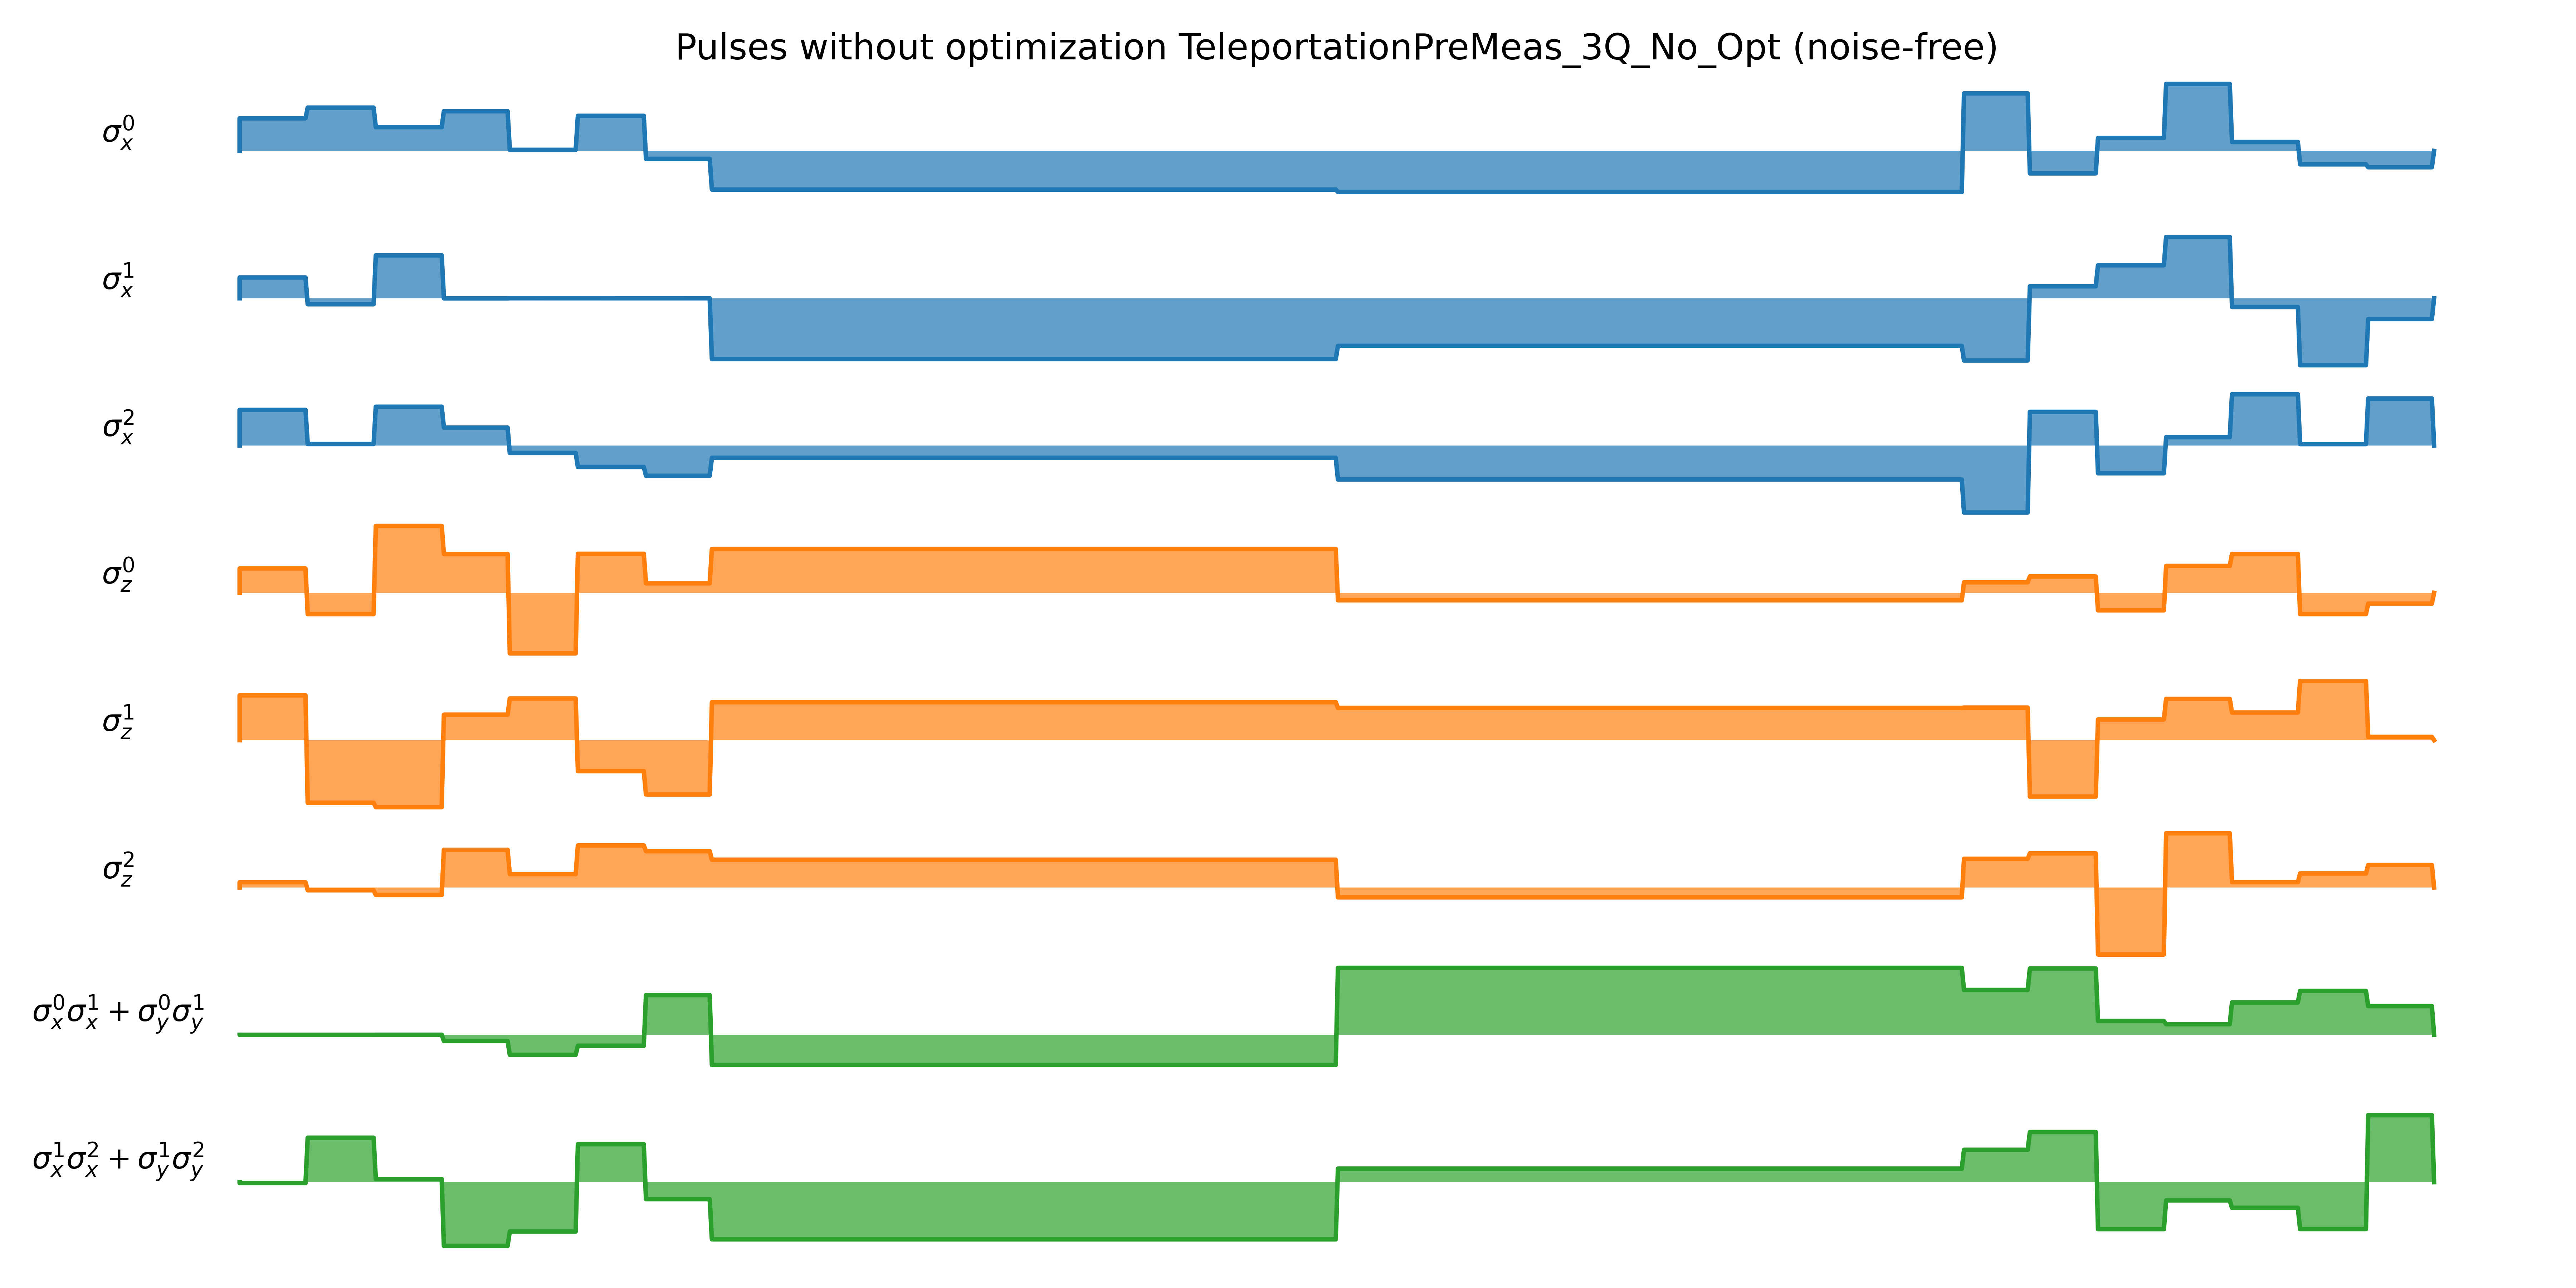 Pulses without optimization TeleportationPreMeas_3Q_No_Opt (noise-free)
σ_x^0
σ_x^1
σ_x^2
σ_z^0
σ_z^1
σ_z^2
σ_x^0σ_x^1 + σ_y^0σ_y^1
σ_x^1σ_x^2 + σ_y^1σ_y^2